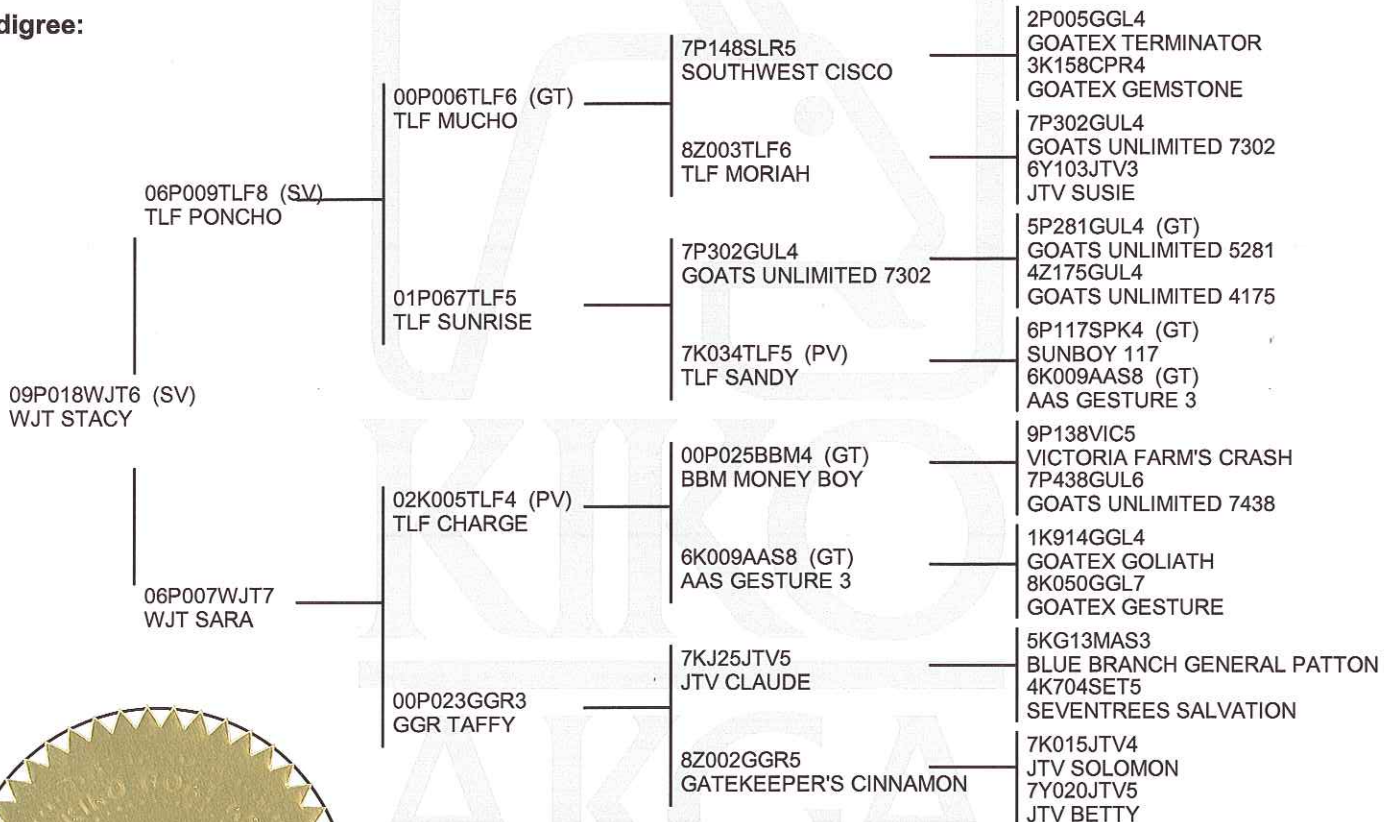 digree:
09P018WJT6 (SV)
WJT STACY
06P009TLF8 (SV)
TLF PONCHO
06P007WJT7
WJT SARA
00P006TLF6 (GT)
TLF MUCHO
01P067TLF5
TLF SUNRISE
02K005TLF4 (PV)
TLF CHARGE
00P023GGR3
GGR TAFFY
7P148SLR5
SOUTHWEST CISCO
8Z003TLF6
TLF MORIAH
7P302GUL4
GOATS UNLIMITED 7302
7K034TLF5 (PV)
TLF SANDY
00P025BBM4 (GT)
BBM MONEY BOY
6K009AAS8 (GT)
AAS GESTURE 3
7KJ25JTV5
JTV CLAUDE
8Z002GGR5
GATEKEEPER'S CINNAMON
2P005GGL4
GOATEX TERMINATOR
3K158CPR4
GOATEX GEMSTONE
7P302GUL4
GOATS UNLIMITED 7302
6Y103JTV3
JTV SUSIE
5P281GUL4 (GT)
GOATS UNLIMITED 5281
4Z175GUL4
GOATS UNLIMITED 4175
6P117SPK4 (GT)
SUNBOY 117
6K009AAS8 (GT)
AAS GESTURE 3
9P138VIC5
VICTORIA FARM'S CRASH
7P438GUL6
GOATS UNLIMITED 7438
1K914GGL4
GOATEX GOLIATH
8K050GGL7
GOATEX GESTURE
5KG13MAS3
BLUE BRANCH GENERAL PATTON
4K704SET5
SEVENTREES SALVATION
7K015JTV4
JTV SOLOMON
7Y020JTV5
JTV BETTY
KIKO
AKGA